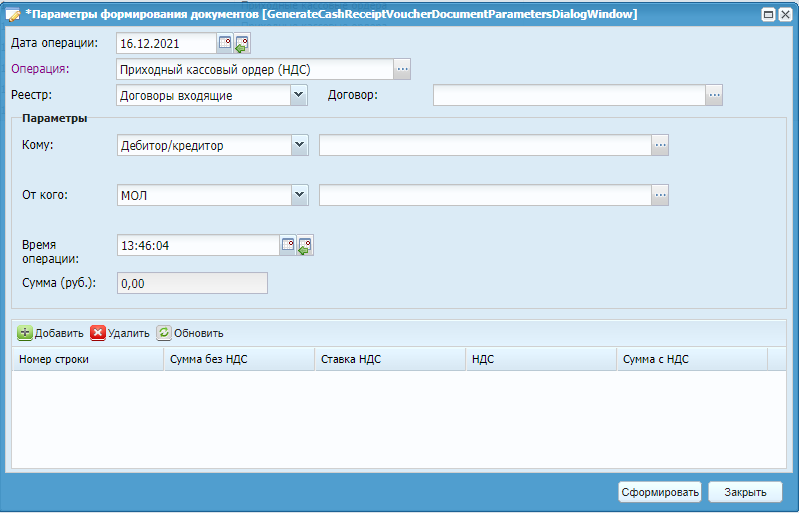 *Параметры формирования документов [GenerateCashReceiptVoucherDocumentParametersDialogWindow]
Дата операции: 16.12.2021
Операция: Приходный кассовый ордер (НДС)
Реестр: Договоры входящие Договор:
Параметры
Кому: Дебитор/кредитор
От кого: МОЛ
Время операции: 13:46:04
Сумма (руб.): 0,00
Добавить Удалить Обновить
Номер строки Сумма без НДС Ставка НДС НДС Сумма с НДС
Сформировать Закрыть